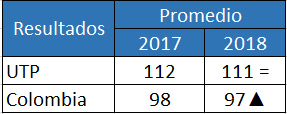 Resultados Promedio
2017 2018
UTP 112 111 =
Colombia 98 97▲